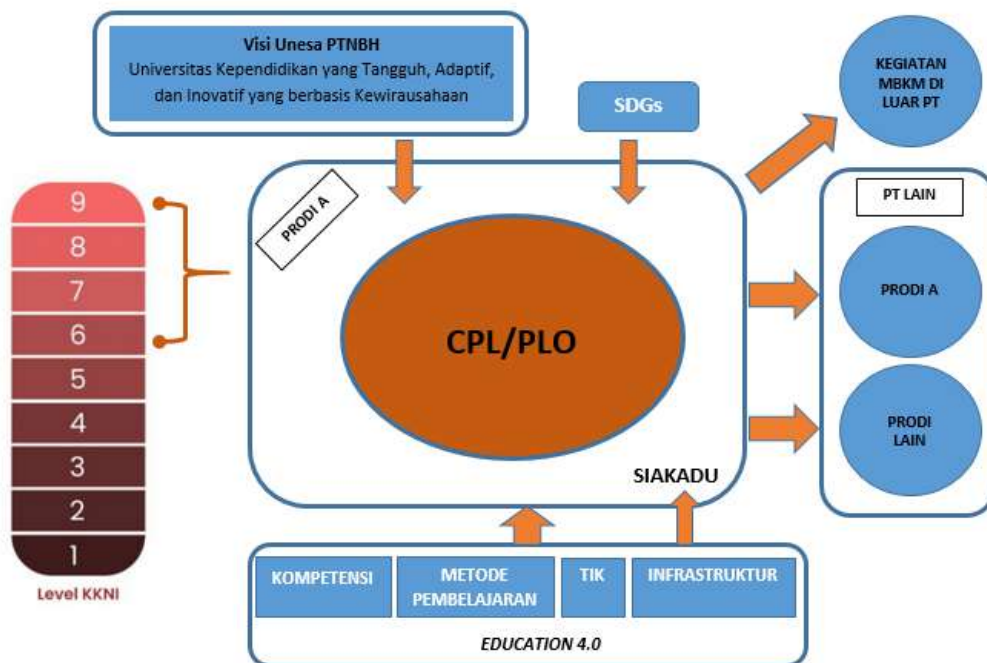 Visi Unesa PTNBH
Universitas Kependidikan yang Tangguh, Adaptif,
dan Inovatif yang berbasis Kewirausahaan
SDGs
KEGIATAN
MBKM DI
LUAR PT
9
8
7
6
5
4
3
2
1
Level KKNI
PRODI A
CPL/PLO
SIAKADU
PT LAIN
PRODI A
PRODI
LAIN
KOMPETENSI
METODE
PEMBELAJARAN
TIK
INFRASTRUKTUR
EDUCATION 4.0